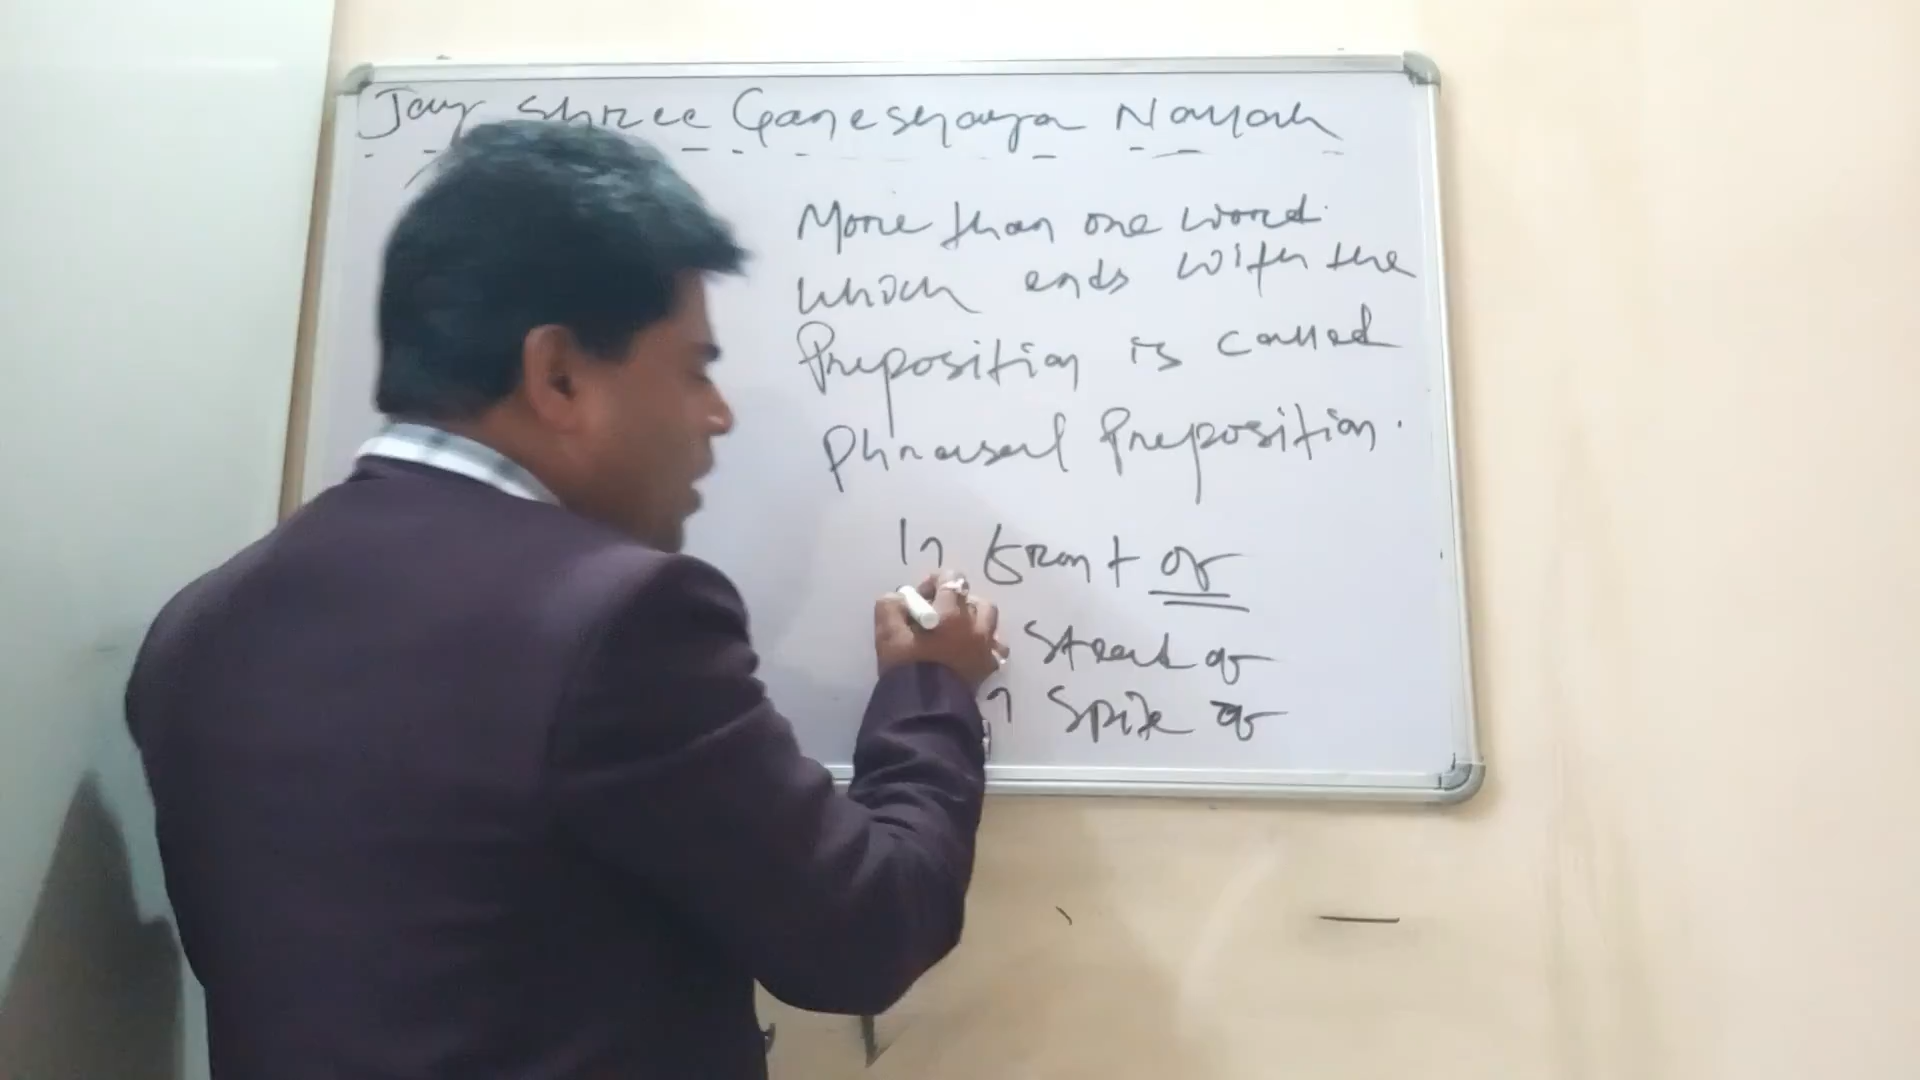 Jay Shree Ganeshaya Namah
More than one word
which ends with the
Preposition is called
Phrasal Preposition.
In front of
Stead of
Spite of